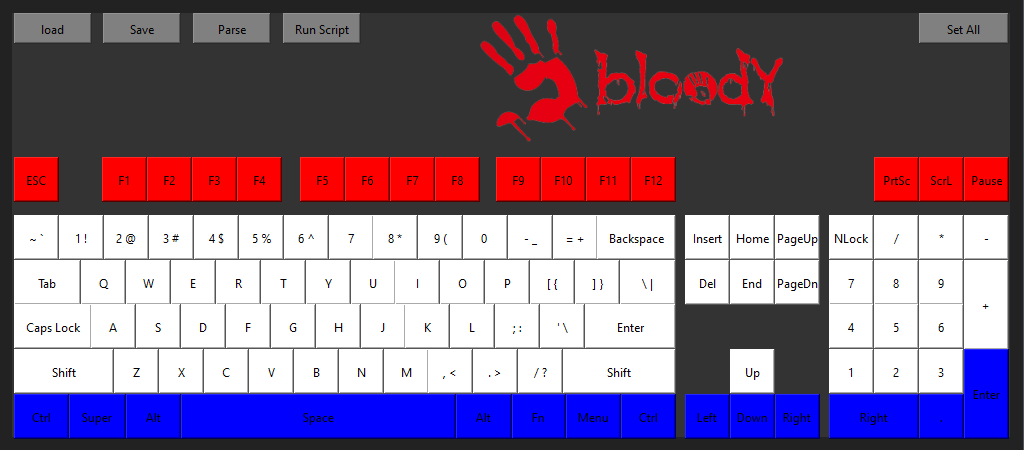 load Save Parse Run Script Set All
bloody
ESC F1 F2 F3 F4 F5 F6 F7 F8 F9 F10 F11 F12 PrtSc ScrL Pause
~ ` 1 ! 2 @ 3 # 4 $ 5 % 6 ^ 7 8 * 9 ( 0 - _ = + Backspace Insert Home PageUp NLock / * -
Tab Q W E R T Y U I O P [ { ] } \ | Del End PageDn 7 8 9 +
Caps Lock A S D F G H J K L ; : ' \ Enter 4 5 6
Shift Z X C V B N M , < . > / ? Shift Up 1 2 3 Enter
Ctrl Super Alt Space Alt Fn Menu Ctrl Left Down Right Right .